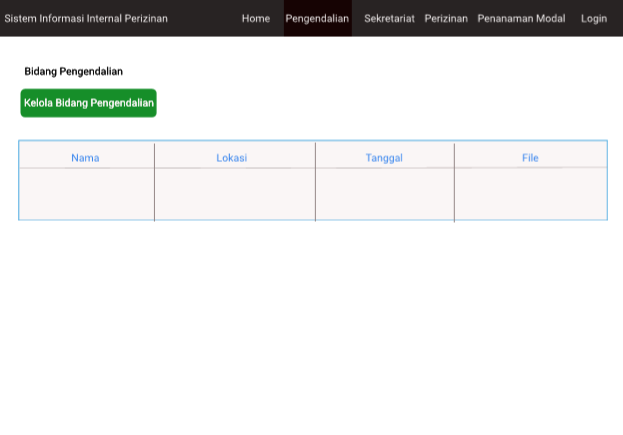 Sistem Informasi Internal Perizinan Home Pengendalian Sekretariat Perizinan Penanaman Modal Login
Bidang Pengendalian
Kelola Bidang Pengendalian
Nama Lokasi Tanggal File